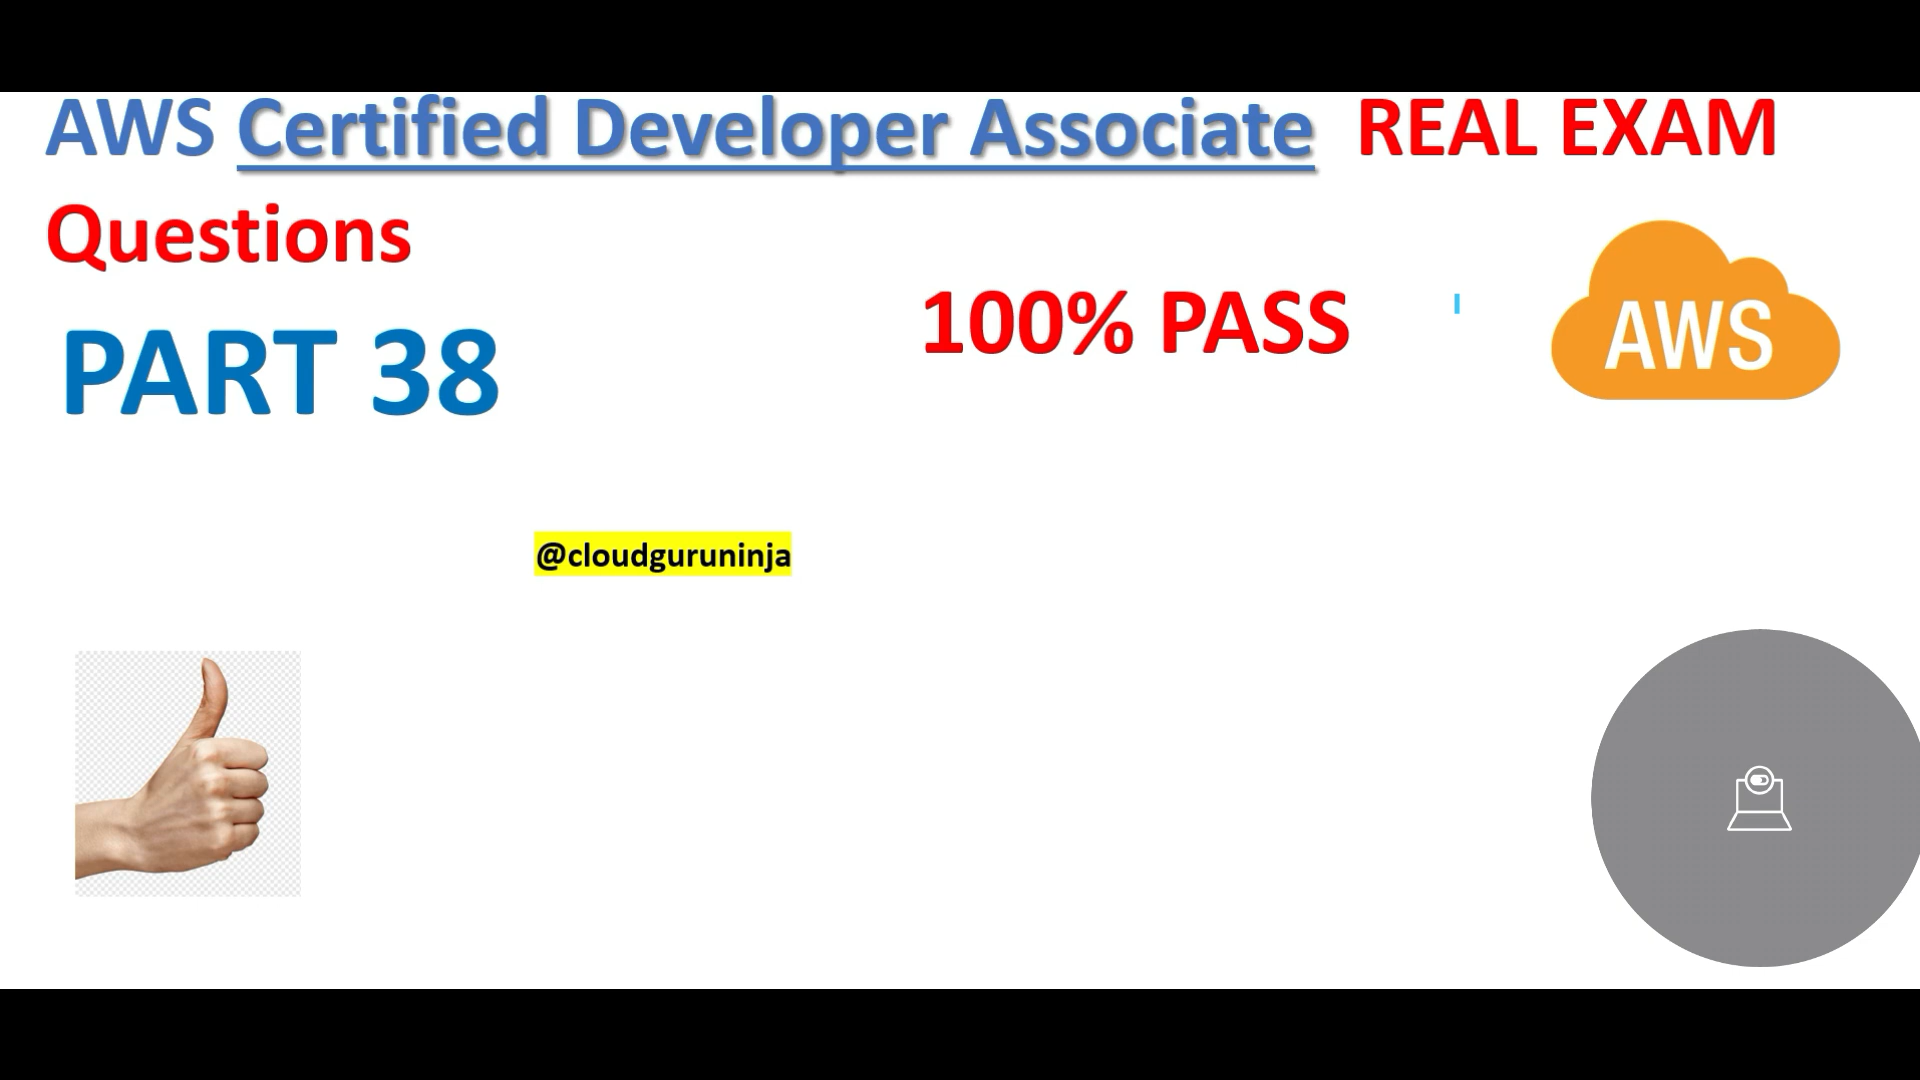 AWS Certified Developer Associate REAL EXAM
Questions
100% PASS
PART 38
AWS
@cloudguruninja